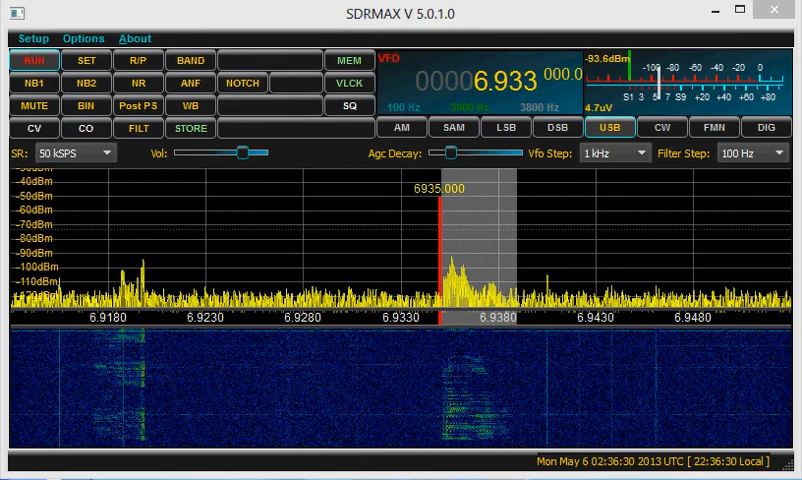 SDRMAX V 5.0.1.0
Setup Options About
RUN SET R/P BAND MEM
NB1 NB2 NR ANF NOTCH VLCK
MUTE BIN Post PS WB SQ
CV CO FILT STORE
VFO
00006.933 000.0
100 Hz 3900 Hz 3800 Hz
-93.6dBm
-100 -80 -60 -40 -20 0
S1 3 5 7 S9 +20 +40 +60 +80
4.7uV
AM SAM LSB DSB USB CW FMN DIG
SR: 50 kSPS Vol: Agc Decay: Vfo Step: 1 kHz Filter Step: 100 Hz
-40dBm
6935.000
-50dBm
-60dBm
-70dBm
-80dBm
-90dBm
-100dBm
-110dBm
-120dBm
6.9180 6.9230 6.9280 6.9330 6.9380 6.9430 6.9480
Mon May 6 02:36:30 2013 UTC [ 22:36:30 Local ]